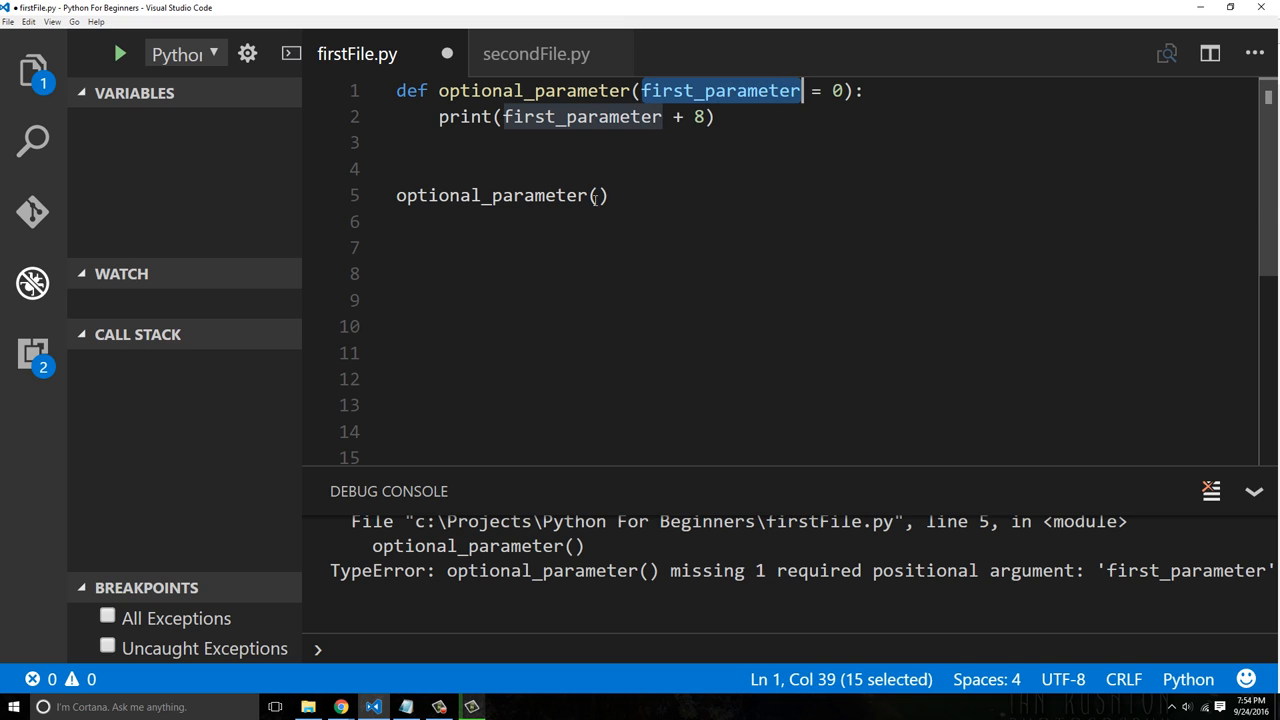 • firstFile.py - Python For Beginners - Visual Studio Code
File Edit View Go Help
Python
firstFile.py
secondFile.py
1
VARIABLES
1 def optional_parameter(first_parameter = 0):
2 print(first_parameter + 8)
3
4
5 optional_parameter()
6
7
8
9
10
11
12
13
14
15
WATCH
CALL STACK
2
DEBUG CONSOLE
File "c:\Projects\Python For Beginners\firstFile.py", line 5, in <module>
optional_parameter()
TypeError: optional_parameter() missing 1 required positional argument: 'first_parameter'
BREAKPOINTS
All Exceptions
Uncaught Exceptions
0 0
Ln 1, Col 39 (15 selected) Spaces: 4 UTF-8 CRLF Python
I'm Cortana. Ask me anything.
7:54 PM
9/24/2016